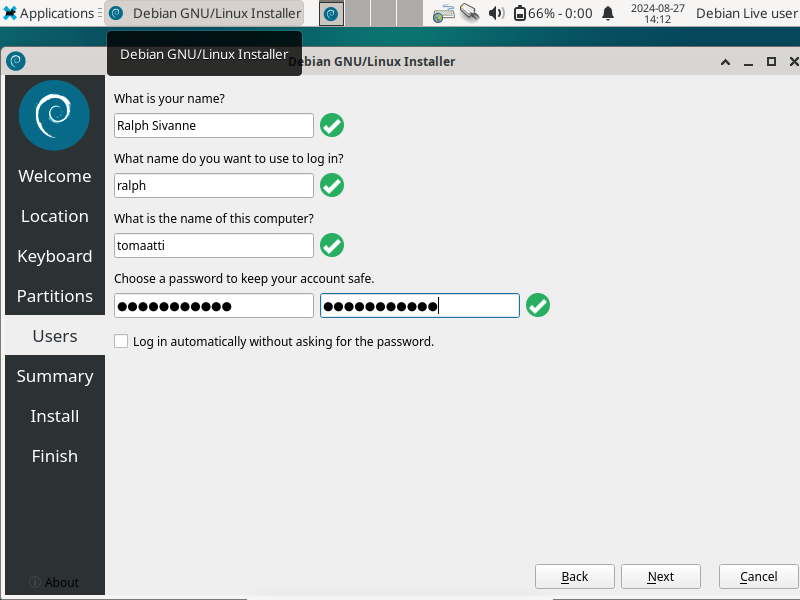 Applications
Debian GNU/Linux Installer
66% - 0:00
2024-08-27
14:12
Debian Live user
Debian GNU/Linux Installer
Debian GNU/Linux Installer
Welcome
Location
Keyboard
Partitions
Users
Summary
Install
Finish
About
What is your name?
Ralph Sivanne
What name do you want to use to log in?
ralph
What is the name of this computer?
tomaatti
Choose a password to keep your account safe.
●●●●●●●●●●● ●●●●●●●●●●●
Log in automatically without asking for the password.
Back Next Cancel